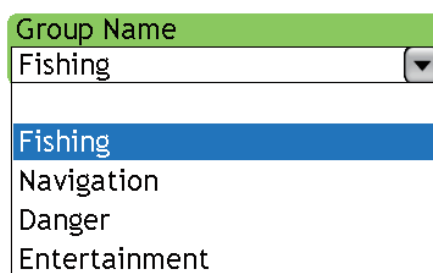 Group Name
Fishing
Fishing
Navigation
Danger
Entertainment